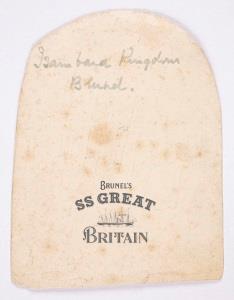 Isambard Kingdom
Brunel.
BRUNEL'S
SS GREAT
BRITAIN